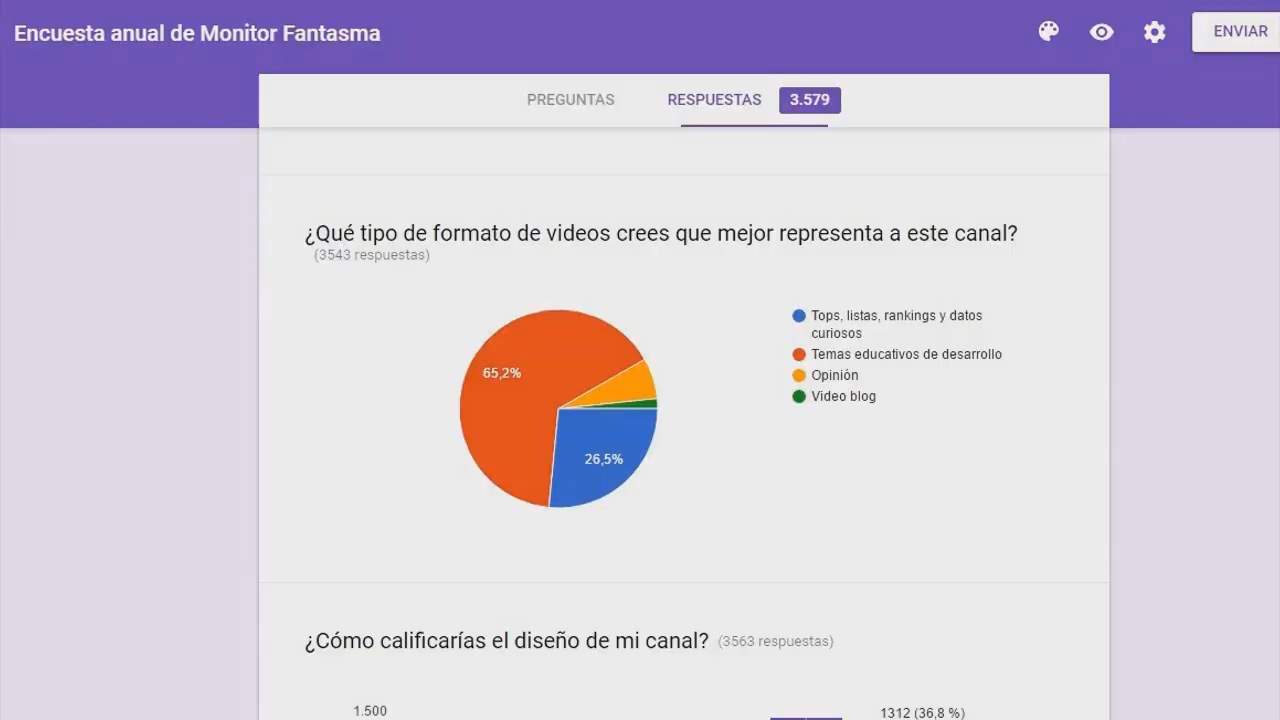 Encuesta anual de Monitor Fantasma
ENVIAR
PREGUNTAS
RESPUESTAS 3.579
¿Qué tipo de formato de videos crees que mejor representa a este canal?
(3543 respuestas)
Tops, listas, rankings y datos
curiosos
Temas educativos de desarrollo
Opinión
Video blog
65,2%
26,5%
¿Cómo calificarías el diseño de mi canal? (3563 respuestas)
1.500
1312 (36,8 %)